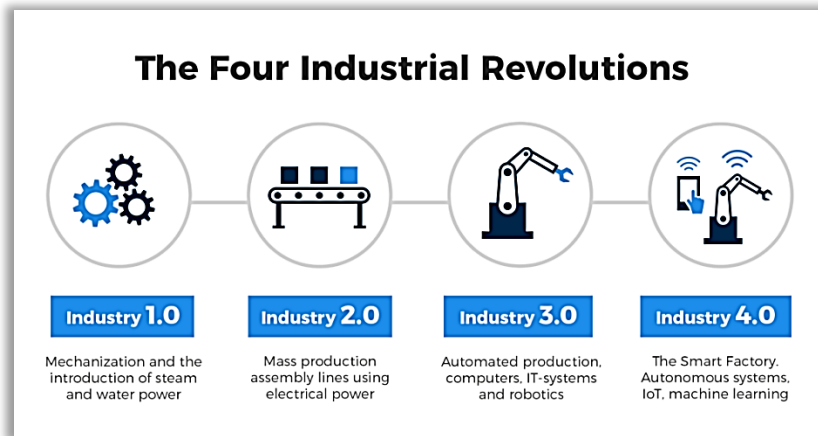 The Four Industrial Revolutions
Industry 1.0
Mechanization and the
introduction of steam
and water power
Industry 2.0
Mass production
assembly lines using
electrical power
Industry 3.0
Automated production,
computers, IT-systems
and robotics
Industry 4.0
The Smart Factory.
Autonomous systems,
IoT, machine learning